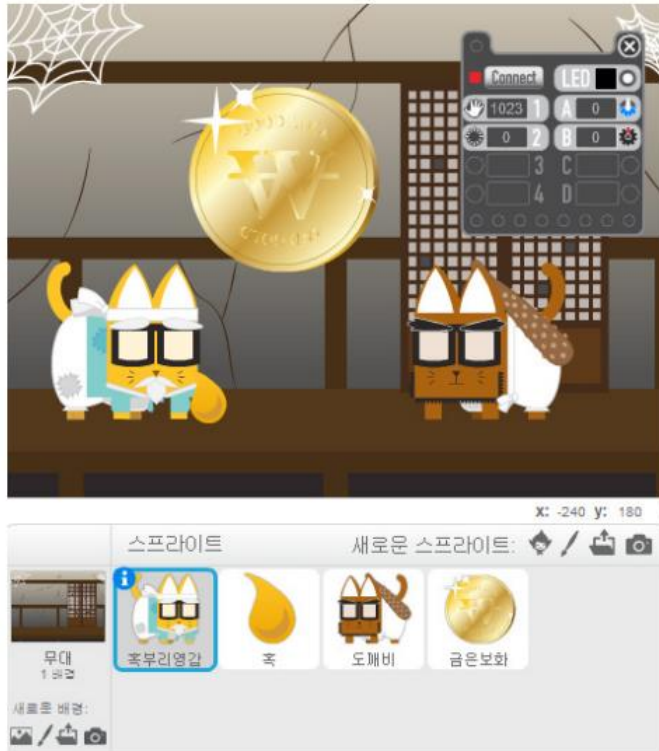 Connect LED
1023 1 A 0
0 2 B 0
3 C
4 D
W
x: -240 y: 180
스프라이트 새로운 스프라이트:
무대
1 배경
혹부리영감
혹
도깨비
금은보화
새로운 배경: